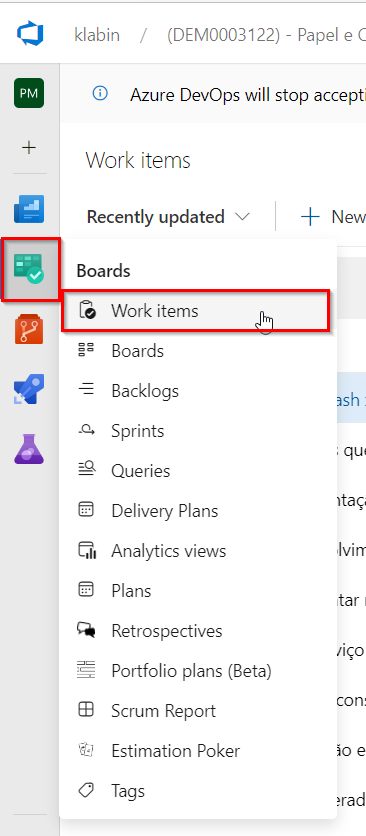 klabin / (DEM0003122) - Papel e C
PM
Azure DevOps will stop accepti
+
Work items
Recently updated
+ New
Boards
Work items
Boards
Backlogs
ash
Sprints
s que
Queries
Delivery Plans
ntaç
Analytics views
olvim
Plans
ntar
Retrospectives
viço
Portfolio plans (Beta)
cons
Scrum Report
Estimation Poker
ão e
Tags
erad